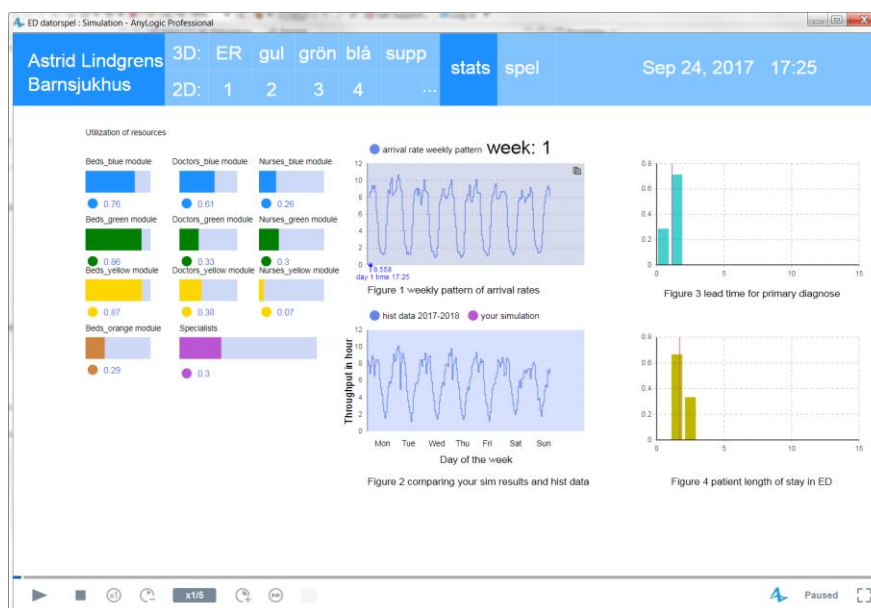 ED datorspel : Simulation - AnyLogic Professional
Astrid Lindgrens
Barnsjukhus
3D: ER gul grön blå supp
2D: 1 2 3 4 ...
stats spel
Sep 24, 2017 17:25
Utilization of resources
Beds_blue module Doctors_blue module Nurses_blue module
0.76 0.61 0.26
Beds_green module Doctors_green module Nurses_green module
0.86 0.33 0.3
Beds_yellow module Doctors_yellow module Nurses_yellow module
0.87 0.38 0.07
Beds_orange module Specialists
0.29 0.3
arrival rate weekly pattern week: 1
12
10
8
6
4
2
0
day 1 time 17:25
Figure 1 weekly pattern of arrival rates
hist data 2017-2018 your simulation
Throughput in hour
12
10
8
6
4
2
0
Mon Tue Wed Thu Fri Sat Sun
Day of the week
Figure 2 comparing your sim results and hist data
0.8
0.6
0.4
0.2
0
0 5 10 15
Figure 3 lead time for primary diagnose
0.8
0.6
0.4
0.2
0
0 5 10 15
Figure 4 patient length of stay in ED
x1 x1/5 Paused